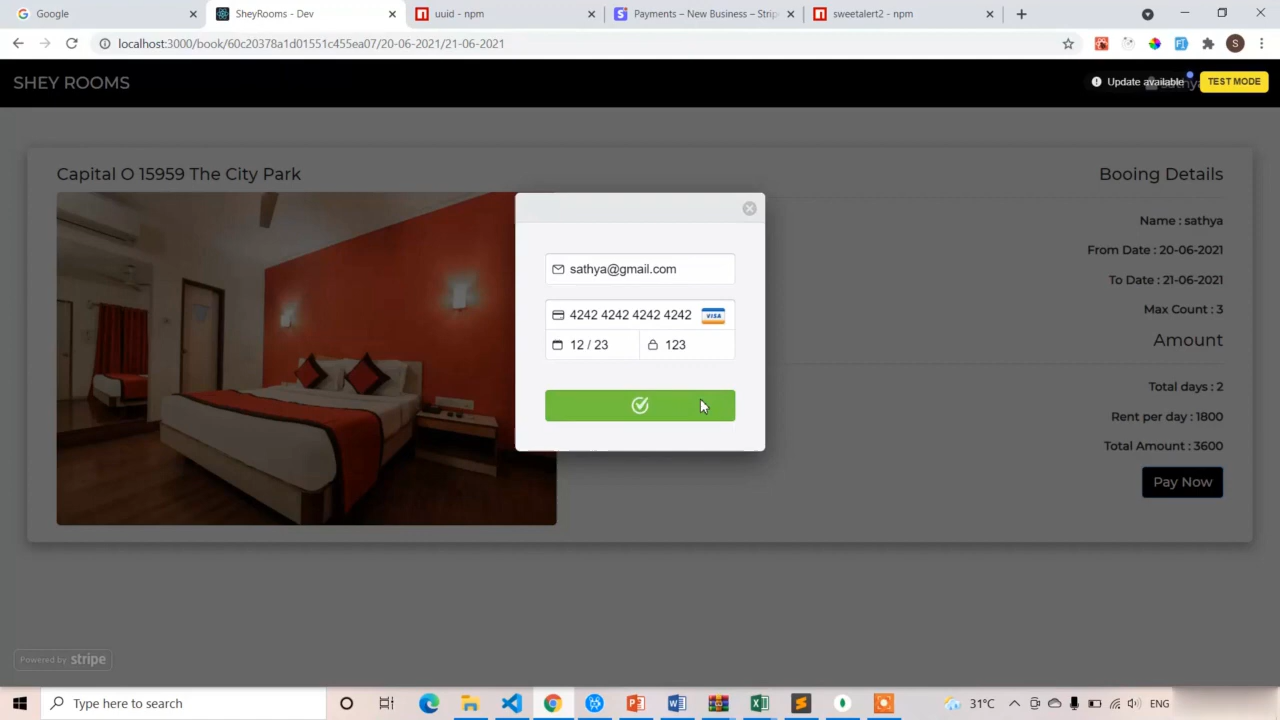 Google
SheyRooms - Dev
uuid - npm
Payments – New Business – Strip
sweetalert2 - npm
localhost:3000/book/60c20378a1d01551c455ea07/20-06-2021/21-06-2021
S
SHEY ROOMS
Update available
sathya
TEST MODE
Capital O 15959 The City Park
Booing Details
Name : sathya
From Date : 20-06-2021
To Date : 21-06-2021
Max Count : 3
Amount
Total days : 2
Rent per day : 1800
Total Amount : 3600
Pay Now
sathya@gmail.com
4242 4242 4242 4242 VISA
12 / 23 123
Powered by stripe
Type here to search
31°C
ENG